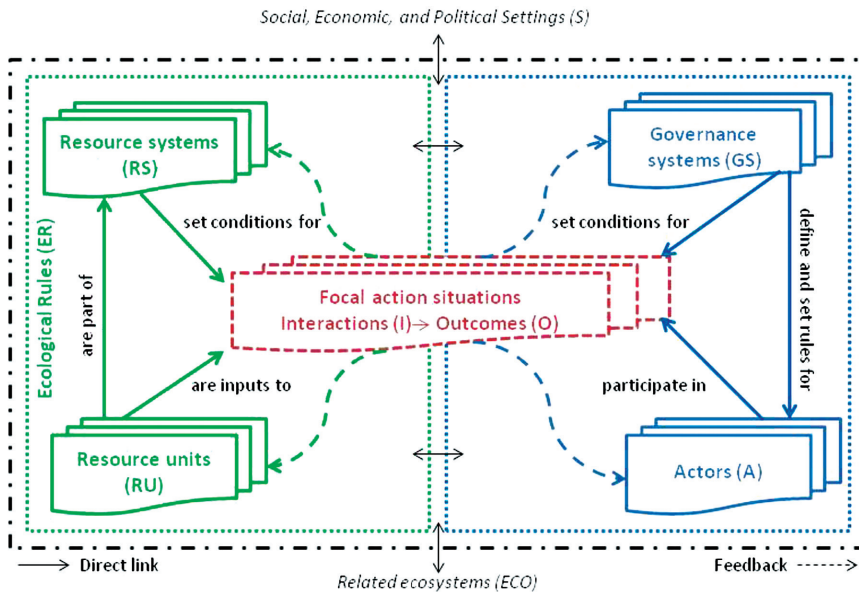 Social, Economic, and Political Settings (S)
Resource systems
(RS)
Governance
systems (GS)
set conditions for
set conditions for
Ecological Rules (ER)
are part of
define and set rules for
Focal action situations
Interactions (I)→ Outcomes (O)
are inputs to
participate in
Resource units
(RU)
Actors (A)
Direct link
Related ecosystems (ECO)
Feedback